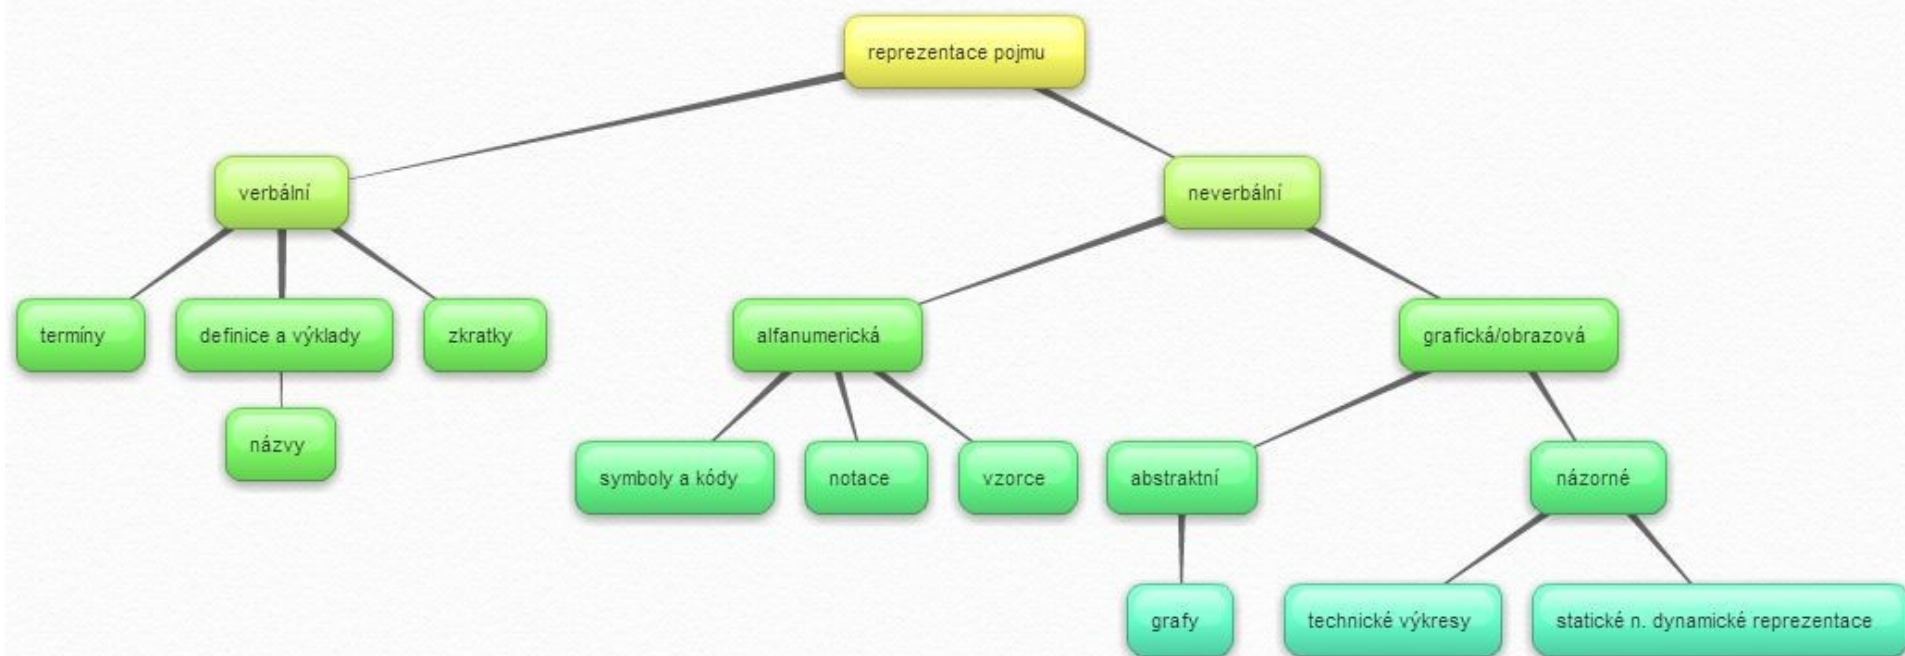 reprezentace pojmu
verbální
neverbální
termíny
definice a výklady
zkratky
alfanumerická
grafická/obrazová
názvy
symboly a kódy
notace
vzorce
abstraktní
názorné
grafy
technické výkresy
statické n. dynamické reprezentace